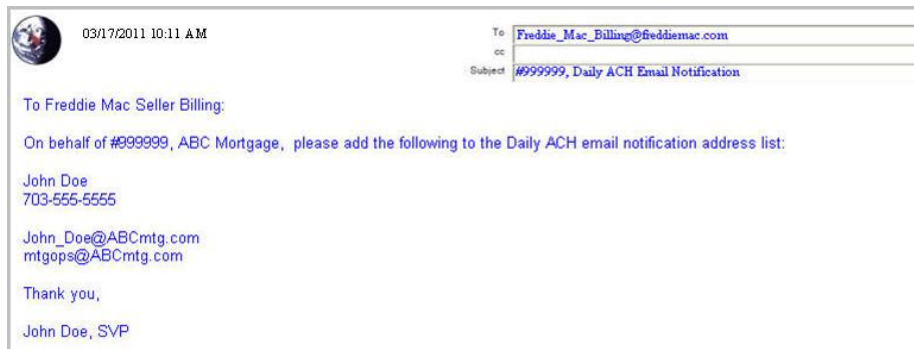 03/17/2011 10:11 AM
To Freddie_Mac_Billing@freddiemac.com
cc
Subject #999999, Daily ACH Email Notification
To Freddie Mac Seller Billing:
On behalf of #999999, ABC Mortgage, please add the following to the Daily ACH email notification address list:
John Doe
703-555-5555
John_Doe@ABCmtg.com
mtgops@ABCmtg.com
Thank you,
John Doe, SVP